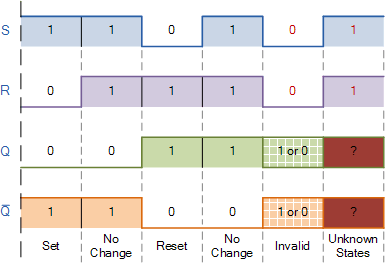 S 1 1 0 1 0 1
R 0 1 1 1 0 1
Q 0 0 1 1 1 or 0 ?
Q̅ 1 1 0 0 1 or 0 ?
Set No Change Reset No Change Invalid Unknown States